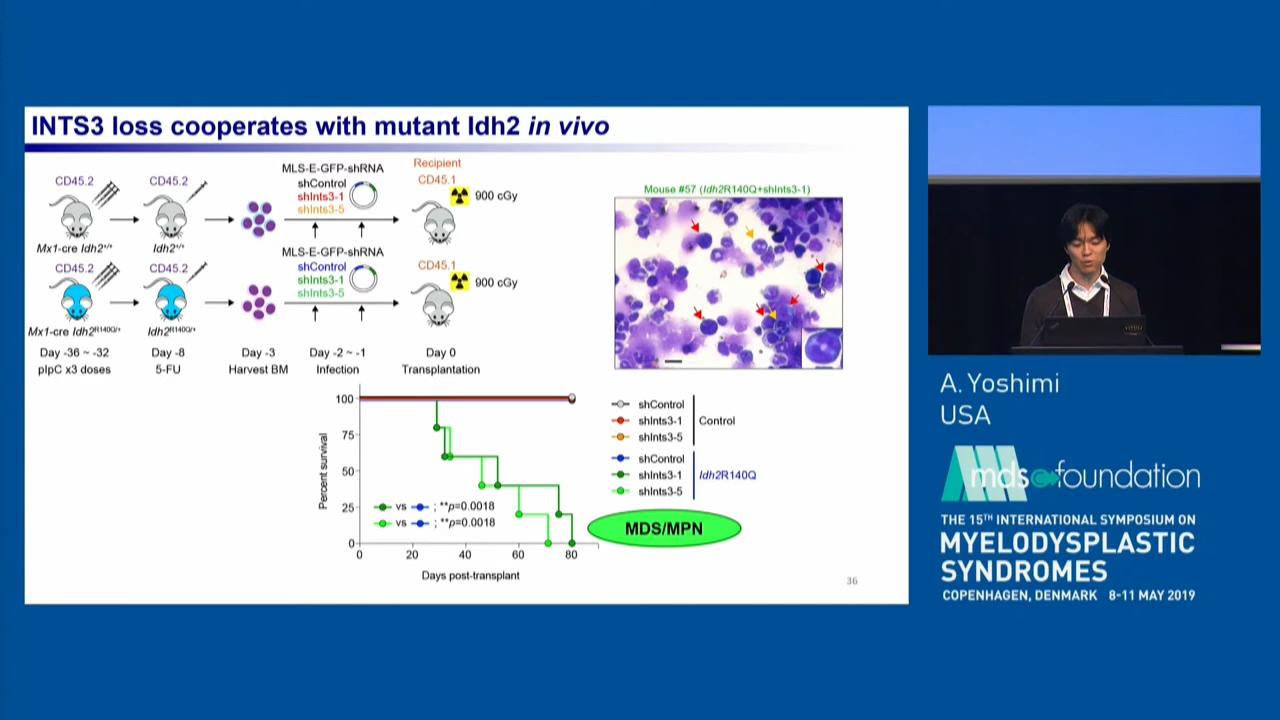 INTS3 loss cooperates with mutant Idh2 in vivo
CD45.2
CD45.2
MLS-E-GFP-shRNA
shControl
shInts3-1
shInts3-5
Recipient
CD45.1
900 cGy
Mx1-cre Idh2+/+
Idh2+/+
CD45.2
CD45.2
MLS-E-GFP-shRNA
shControl
shInts3-1
shInts3-5
CD45.1
900 cGy
Mx1-cre Idh2R140Q/+
Idh2R140Q/+
Day -36 ~ -32
pIpC x3 doses
Day -8
5-FU
Day -3
Harvest BM
Day -2 ~ -1
Infection
Day 0
Transplantation
Mouse #57 (Idh2R140Q+shInts3-1)
Percent survival
100
75
50
25
0
0 20 40 60 80
Days post-transplant
vs ; **p=0.0018
vs ; **p=0.0018
shControl
shInts3-1
shInts3-5
Control
shControl
shInts3-1
shInts3-5
Idh2R140Q
MDS/MPN
36
A. Yoshimi
USA
mds foundation
THE 15TH INTERNATIONAL SYMPOSIUM ON
MYELODYSPLASTIC
SYNDROMES
COPENHAGEN, DENMARK 8-11 MAY 2019